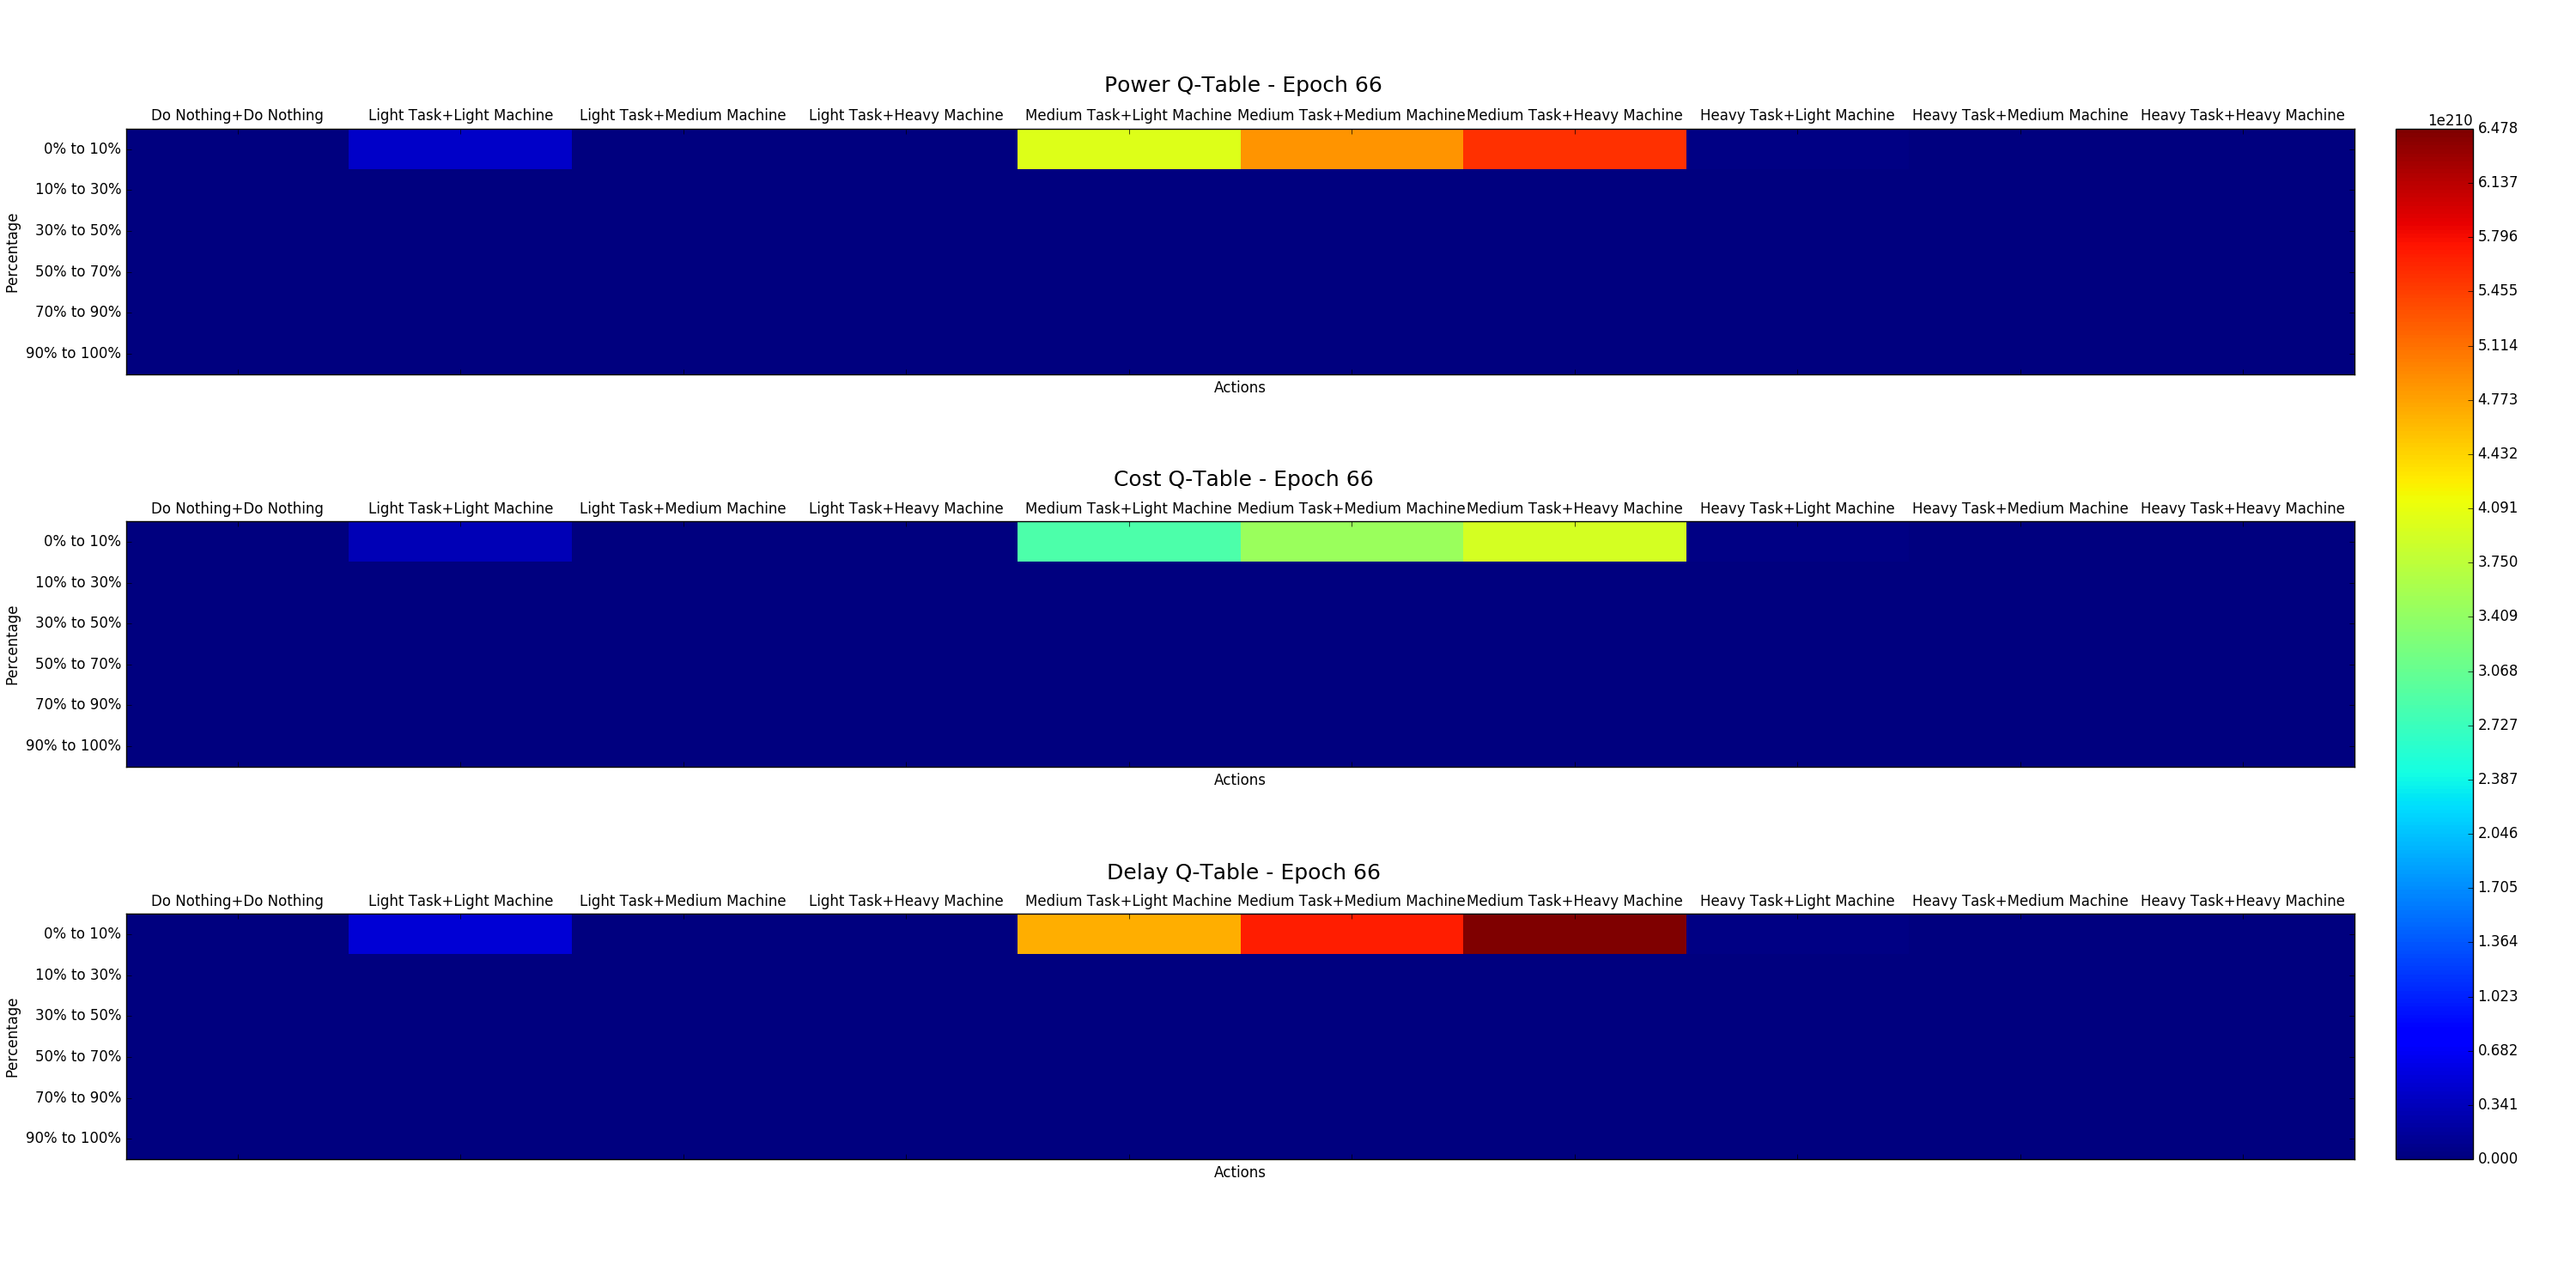 Power Q-Table - Epoch 66
Do Nothing+Do Nothing Light Task+Light Machine Light Task+Medium Machine Light Task+Heavy Machine Medium Task+Light Machine Medium Task+Medium Machine Medium Task+Heavy Machine Heavy Task+Light Machine Heavy Task+Medium Machine Heavy Task+Heavy Machine
Percentage
0% to 10%
10% to 30%
30% to 50%
50% to 70%
70% to 90%
90% to 100%
Actions
Cost Q-Table - Epoch 66
Do Nothing+Do Nothing Light Task+Light Machine Light Task+Medium Machine Light Task+Heavy Machine Medium Task+Light Machine Medium Task+Medium Machine Medium Task+Heavy Machine Heavy Task+Light Machine Heavy Task+Medium Machine Heavy Task+Heavy Machine
Percentage
0% to 10%
10% to 30%
30% to 50%
50% to 70%
70% to 90%
90% to 100%
Actions
Delay Q-Table - Epoch 66
Do Nothing+Do Nothing Light Task+Light Machine Light Task+Medium Machine Light Task+Heavy Machine Medium Task+Light Machine Medium Task+Medium Machine Medium Task+Heavy Machine Heavy Task+Light Machine Heavy Task+Medium Machine Heavy Task+Heavy Machine
Percentage
0% to 10%
10% to 30%
30% to 50%
50% to 70%
70% to 90%
90% to 100%
Actions
1e210
6.478
6.137
5.796
5.455
5.114
4.773
4.432
4.091
3.750
3.409
3.068
2.727
2.387
2.046
1.705
1.364
1.023
0.682
0.341
0.000